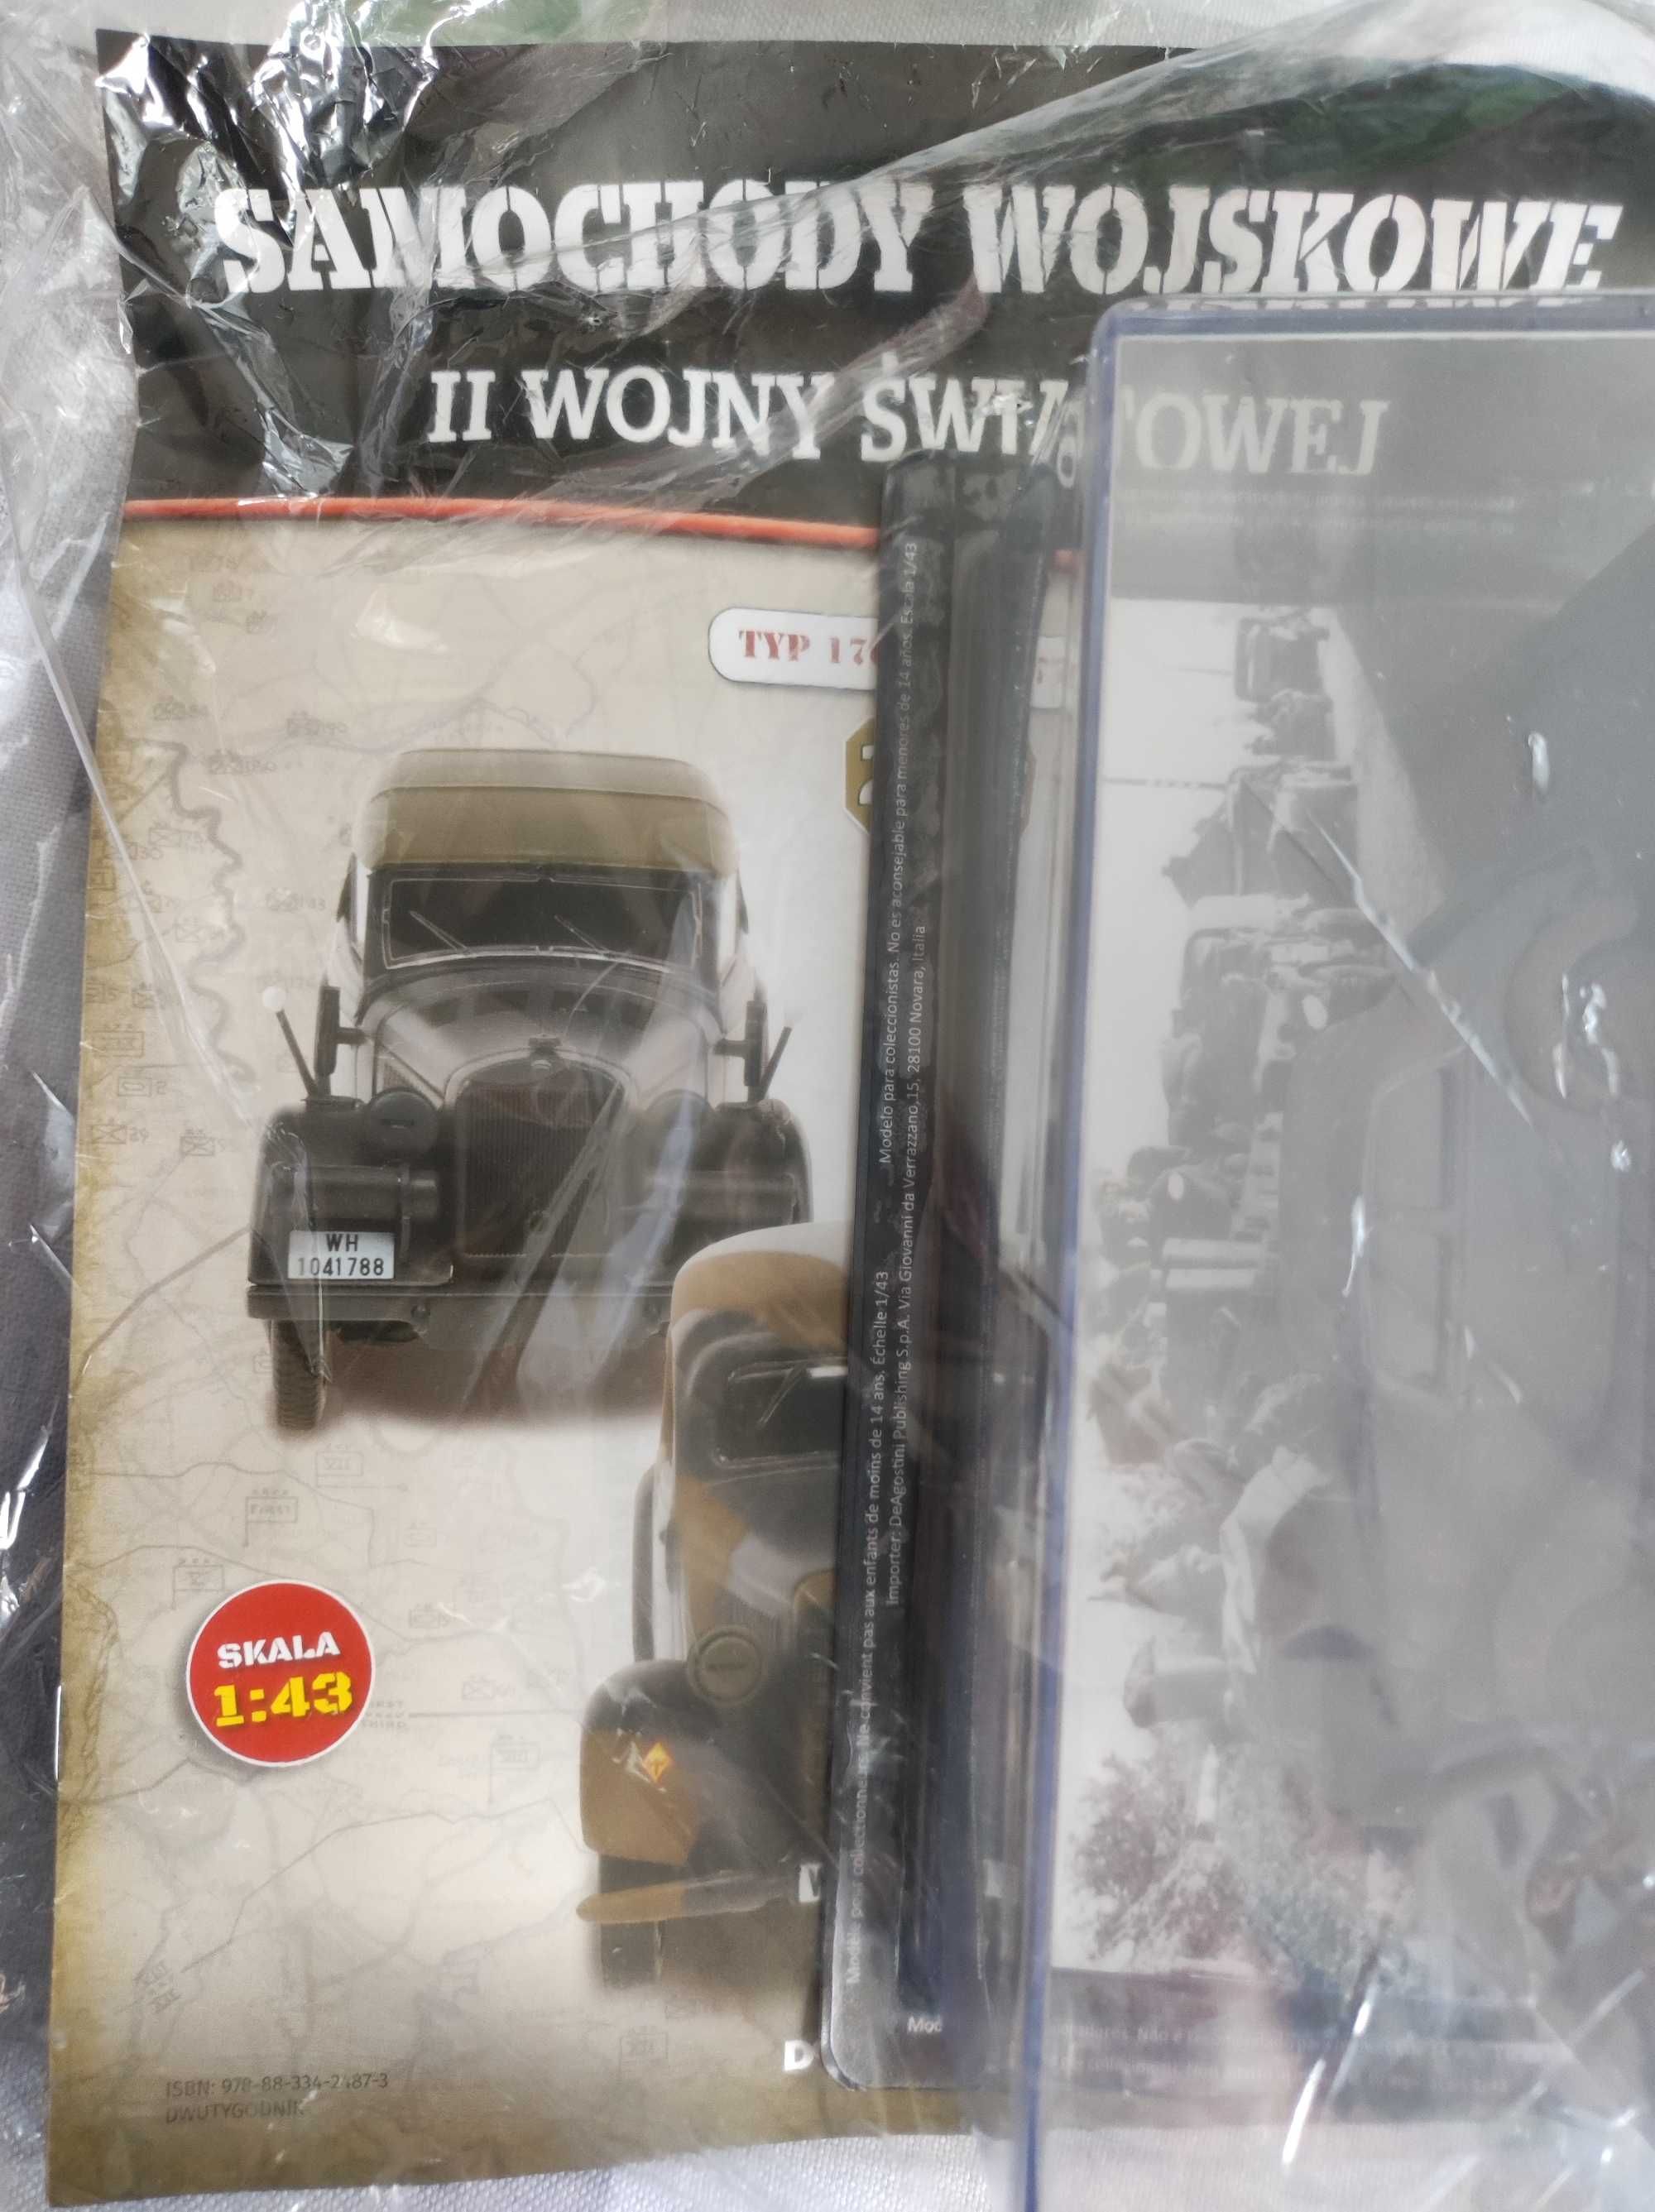 SAMOCHODY WOJSKOWE
II WOJNY ŚWIATOWEJ
TYP 170
WH
1041788
SKALA
1:43
Modèle pour collectionneurs. Ne convient pas aux enfants de moins de 14 ans. Échelle 1/43
Modelo para coleccionistas. No es aconsejable para menores de 14 años. Escala 1/43
Importer: DeAgostini Publishing S.p.A. Via Giovanni da Verrazzano,15, 28100 Novara, Italia
Mod
D
ISBN: 978-88-334-2487-3
DWUTYGODNIK